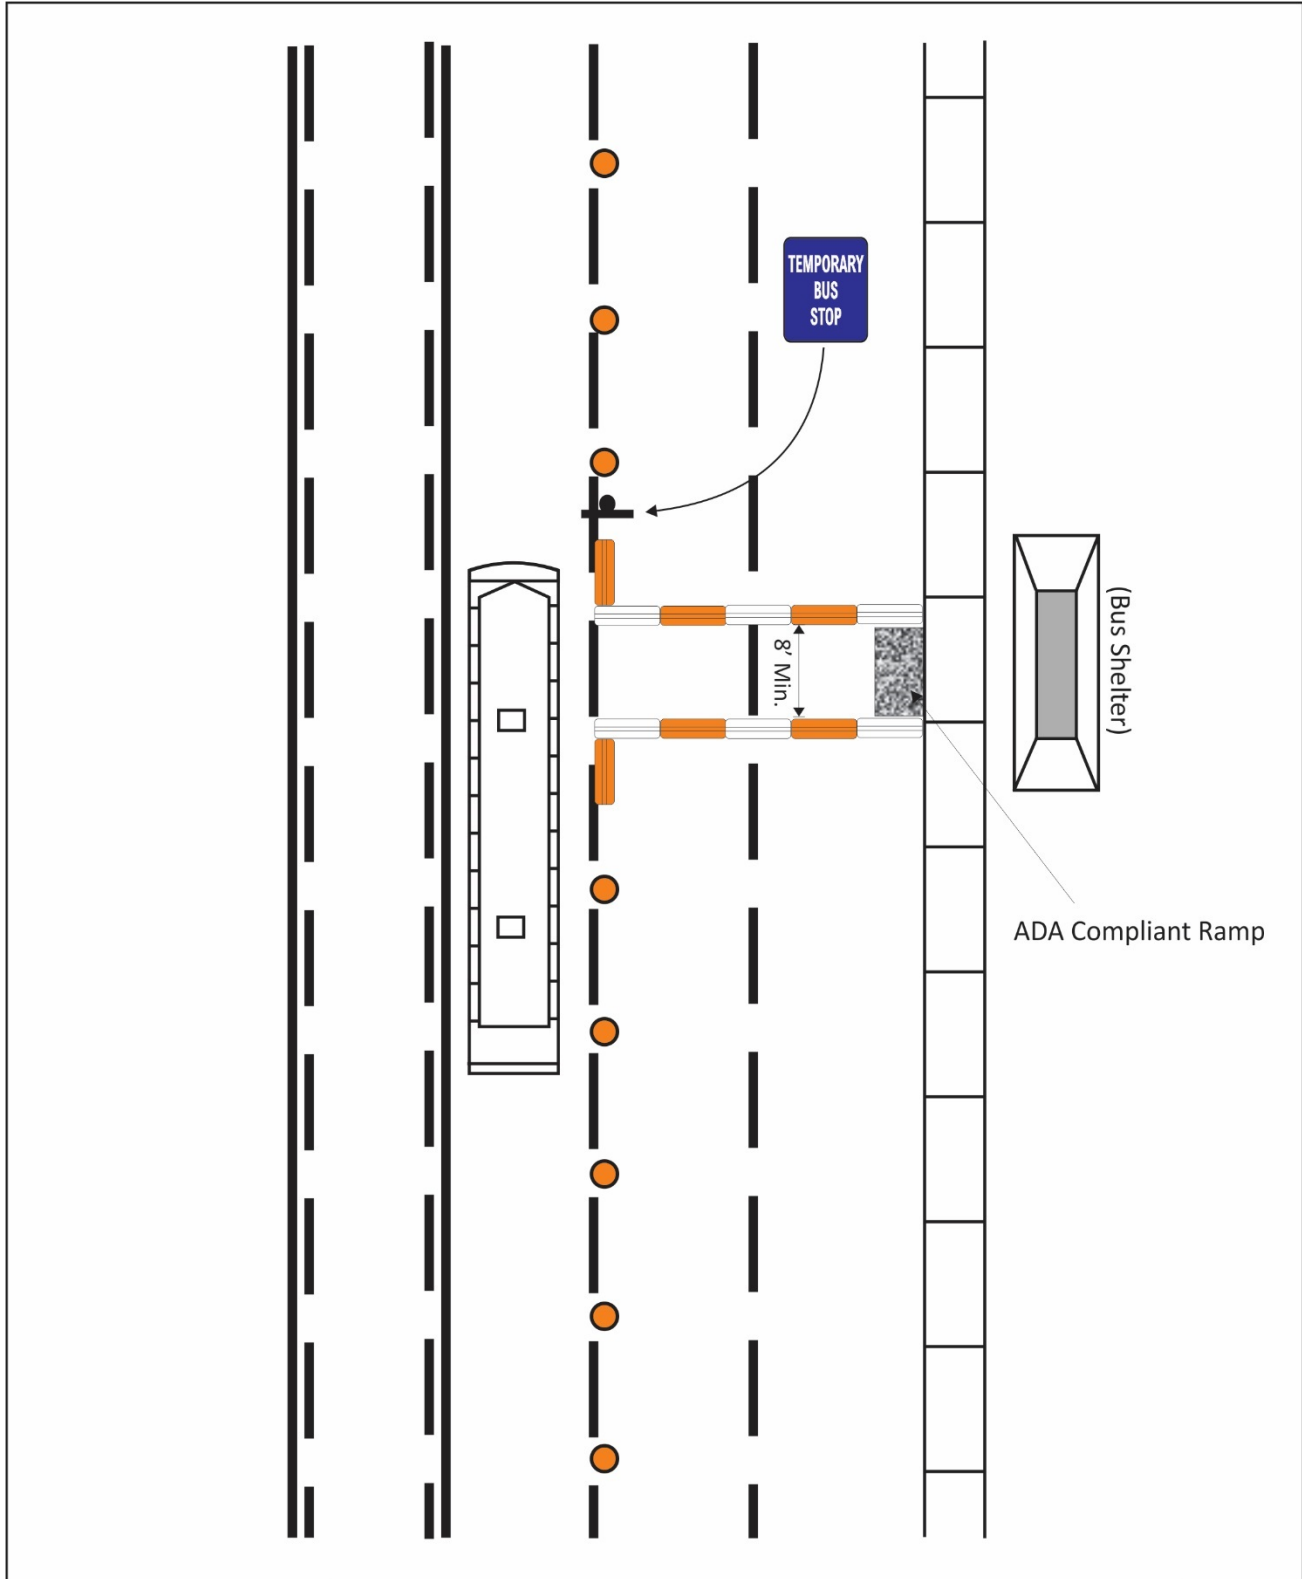 TEMPORARY
BUS
STOP
(Bus Shelter)
8' Min.
ADA Compliant Ramp